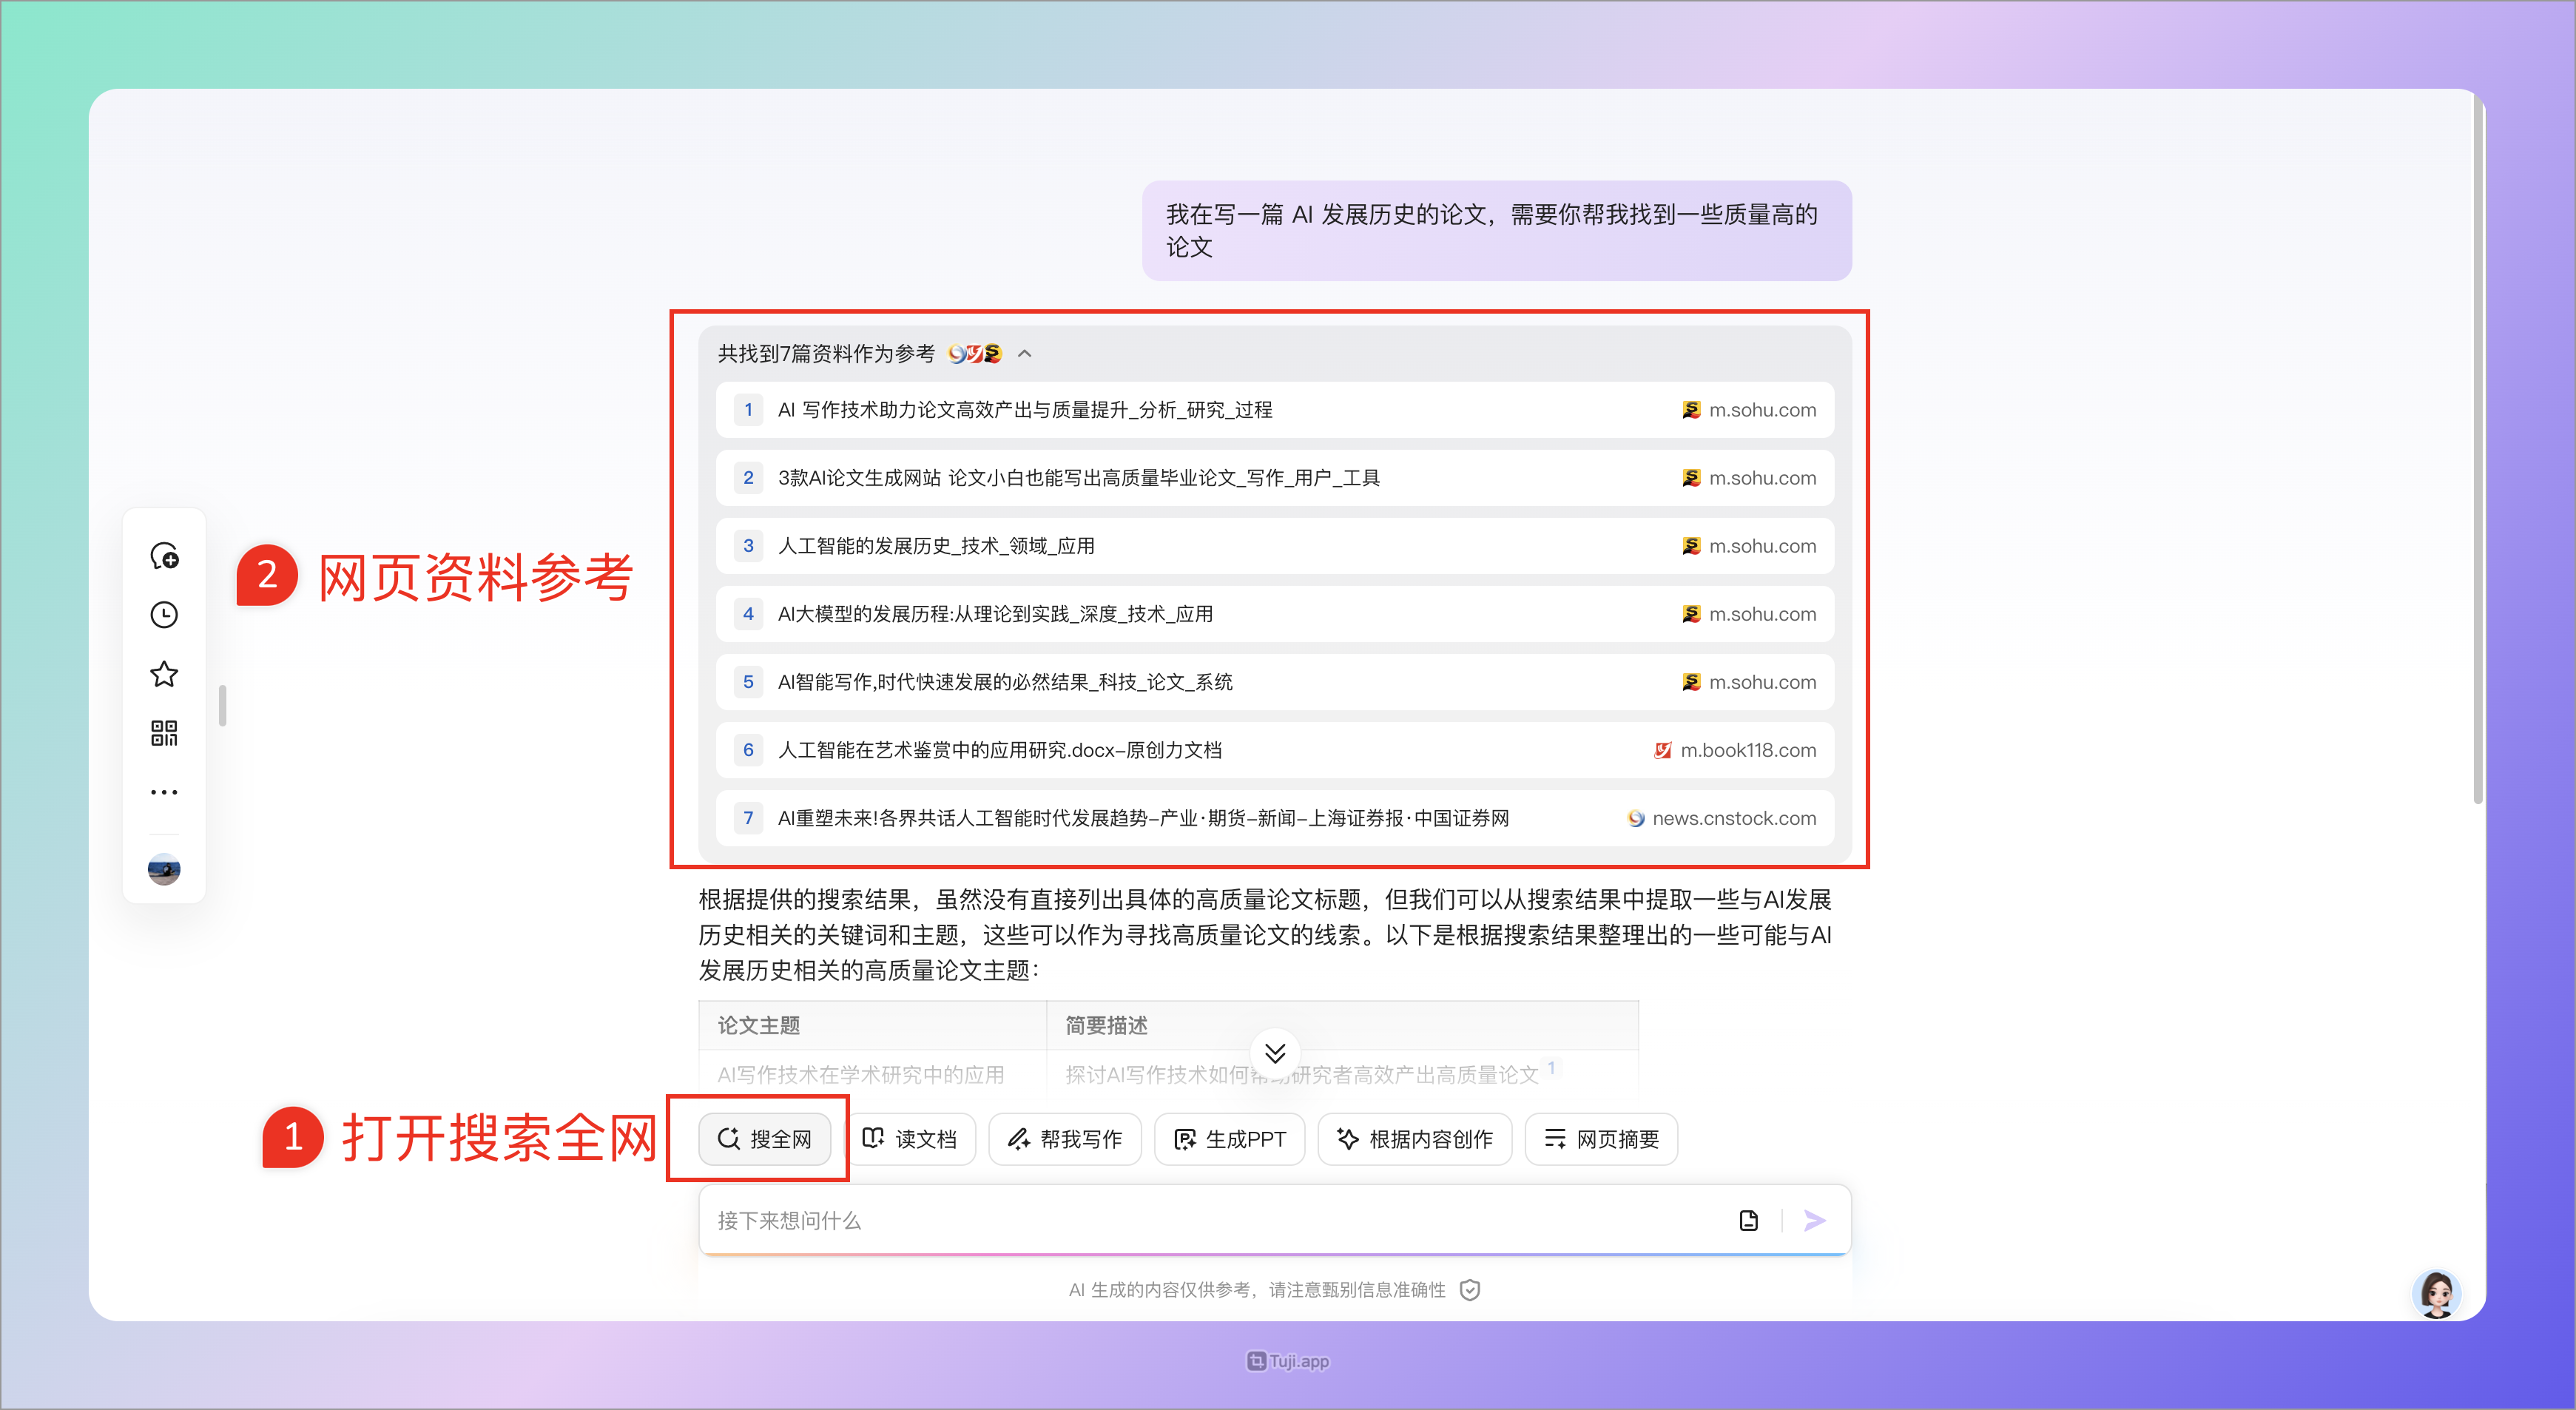 我在写一篇 AI 发展历史的论文，需要你帮我找到一些质量高的
论文
共找到7篇资料作为参考
1 AI 写作技术助力论文高效产出与质量提升_分析_研究_过程 m.sohu.com
2 3款AI论文生成网站 论文小白也能写出高质量毕业论文_写作_用户_工具 m.sohu.com
3 人工智能的发展历史_技术_领域_应用 m.sohu.com
4 AI大模型的发展历程:从理论到实践_深度_技术_应用 m.sohu.com
5 AI智能写作,时代快速发展的必然结果_科技_论文_系统 m.sohu.com
6 人工智能在艺术鉴赏中的应用研究.docx-原创力文档 m.book118.com
7 AI重塑未来!各界共话人工智能时代发展趋势-产业·期货-新闻-上海证券报·中国证券网 news.cnstock.com
2 网页资料参考
根据提供的搜索结果，虽然没有直接列出具体的高质量论文标题，但我们可以从搜索结果中提取一些与AI发展
历史相关的关键词和主题，这些可以作为寻找高质量论文的线索。以下是根据搜索结果整理出的一些可能与AI
发展历史相关的高质量论文主题：
论文主题 简要描述
AI写作技术在学术研究中的应用 探讨AI写作技术如何帮助研究者高效产出高质量论文 1
1 打开搜索全网
搜全网 读文档 帮我写作 生成PPT 根据内容创作 网页摘要
接下来想问什么
AI 生成的内容仅供参考，请注意甄别信息准确性
Tuji.app